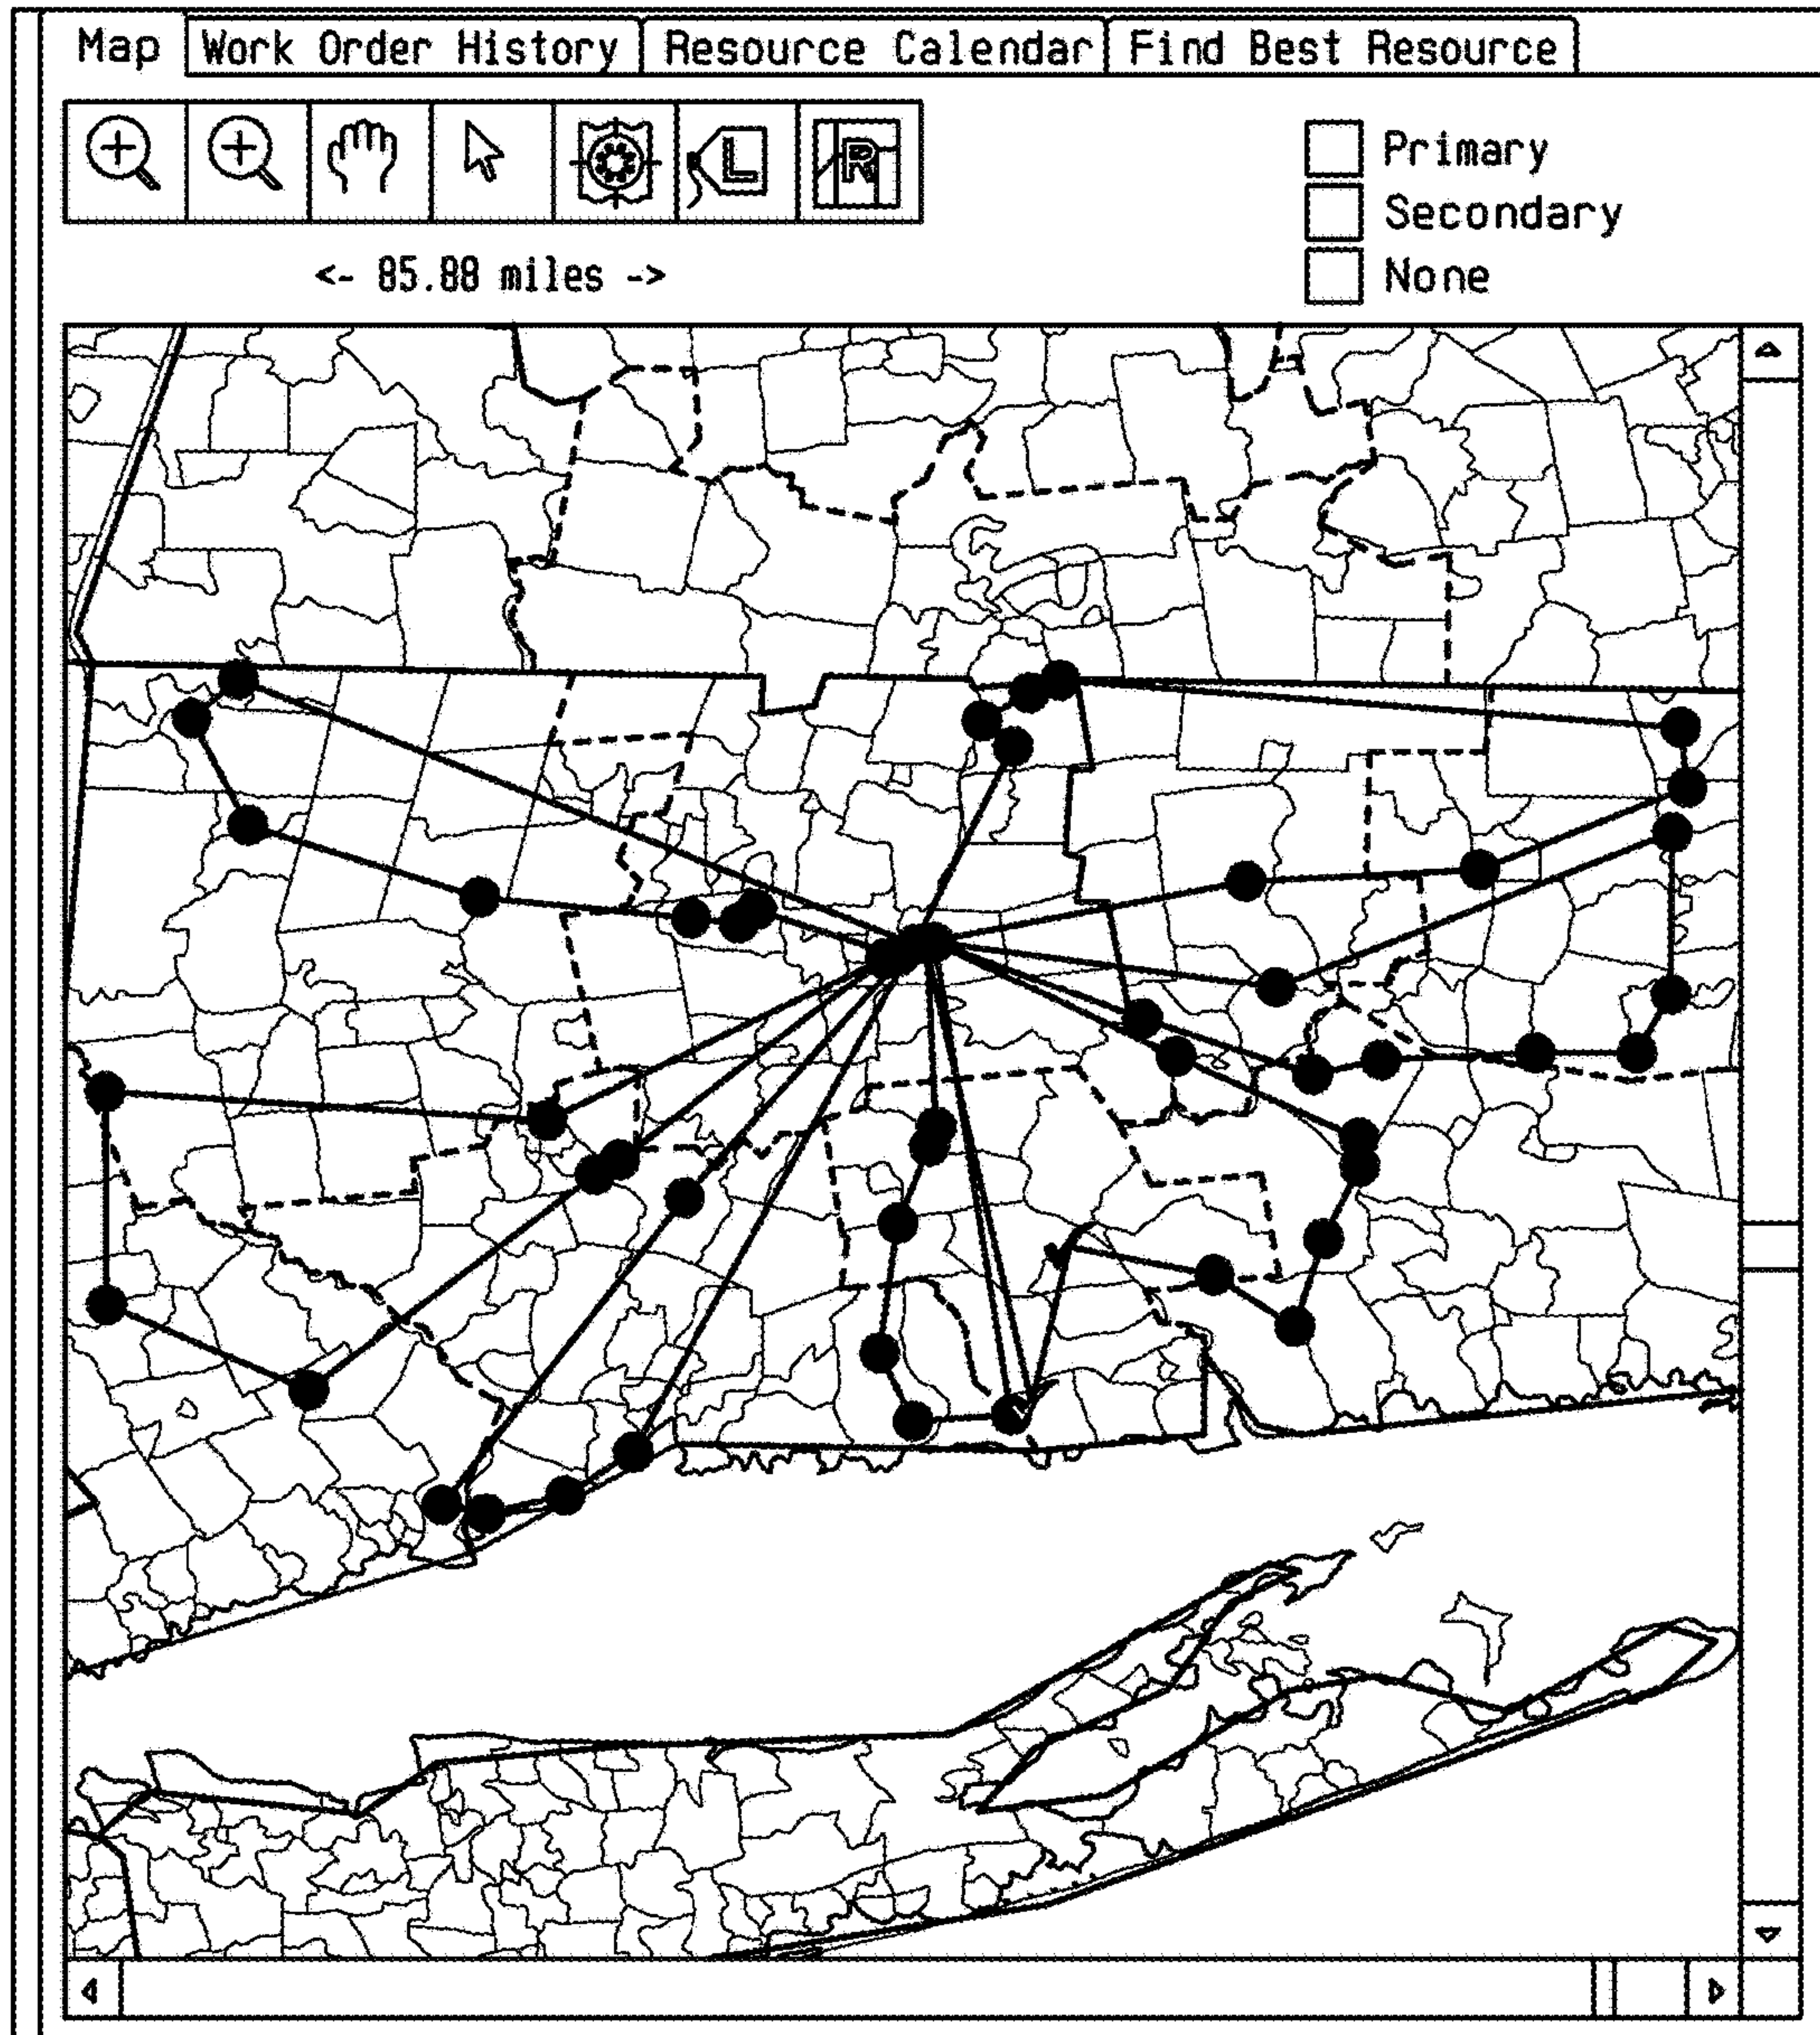 Map Work Order History Resource Calendar Find Best Resource
L R
Primary
Secondary
None
<- 85.88 miles ->